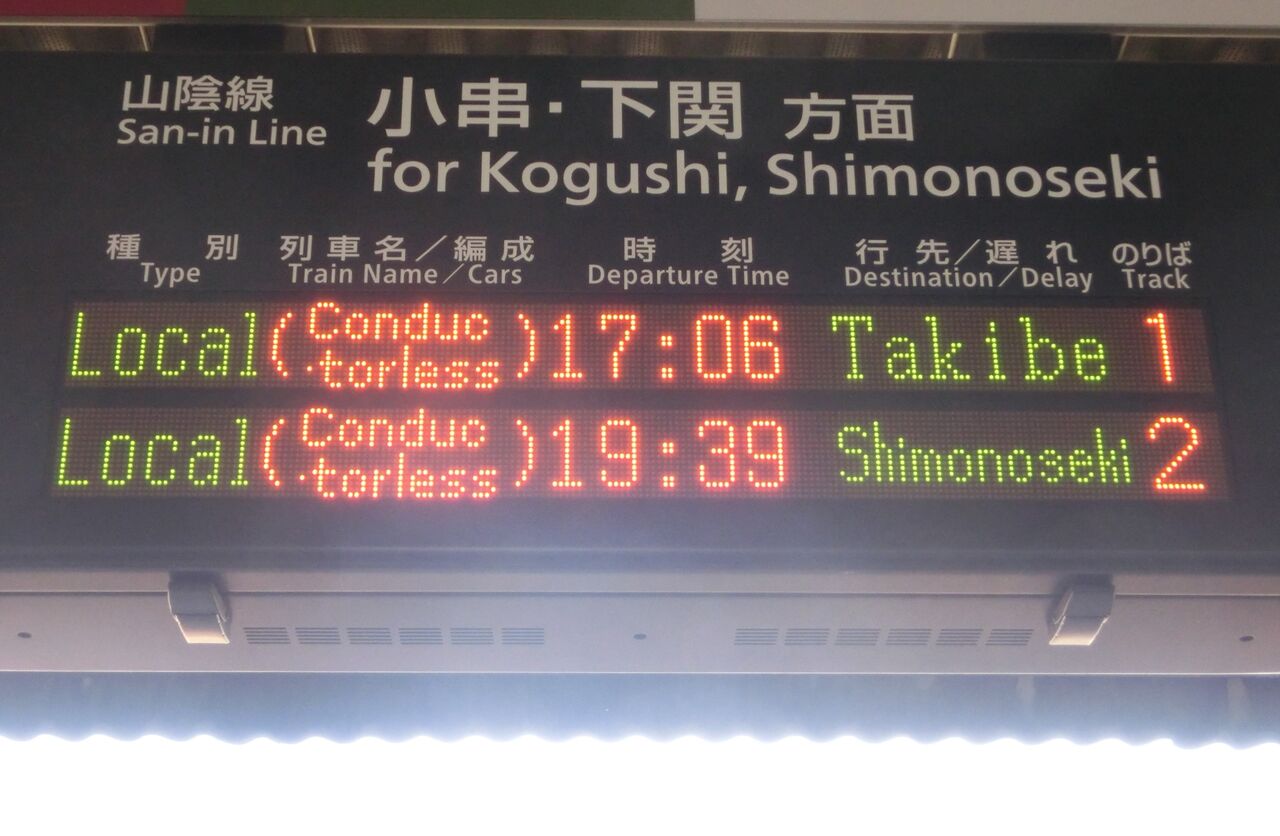 山陰線 小串・下関 方面
San-in Line for Kogushi, Shimonoseki
種別 列車名／編成 時刻 行先／遅れ のりば
Type Train Name／Cars Departure Time Destination／Delay Track
Local (Conduc
torless) 17:06 Takibe 1
Local (Conduc
torless) 19:39 Shimonoseki 2